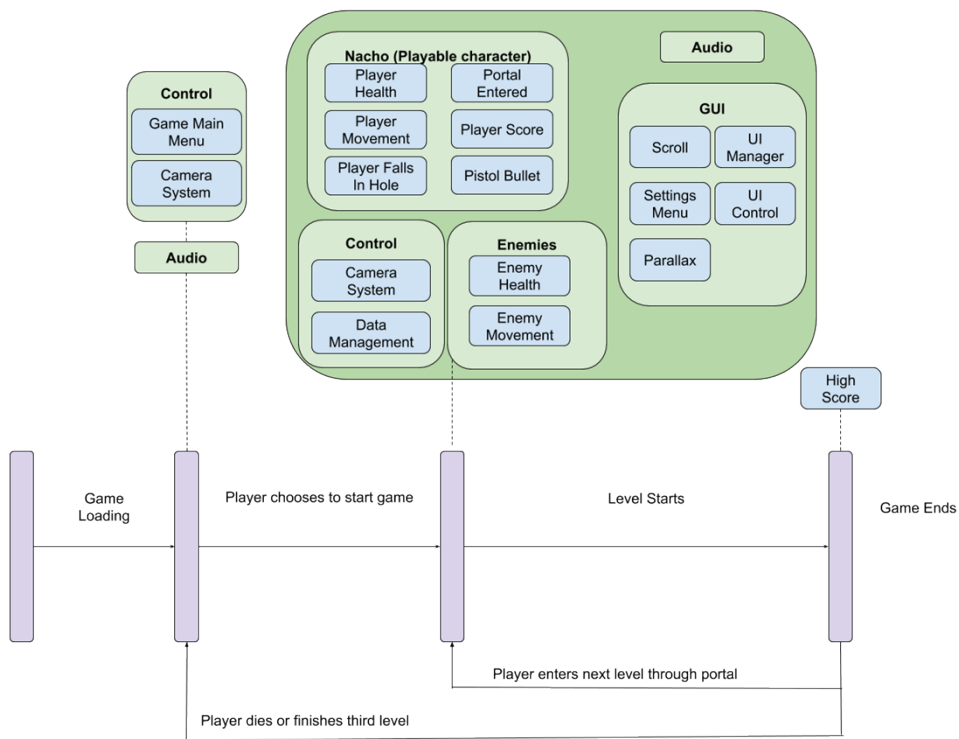 Control
Game Main
Menu
Camera
System
Audio
Nacho (Playable character)
Player
Health
Portal
Entered
Player
Movement
Player Score
Player Falls
In Hole
Pistol Bullet
Control
Camera
System
Data
Management
Enemies
Enemy
Health
Enemy
Movement
Audio
GUI
Scroll
UI
Manager
Settings
Menu
UI
Control
Parallax
High
Score
Game
Loading
Player chooses to start game
Level Starts
Game Ends
Player enters next level through portal
Player dies or finishes third level